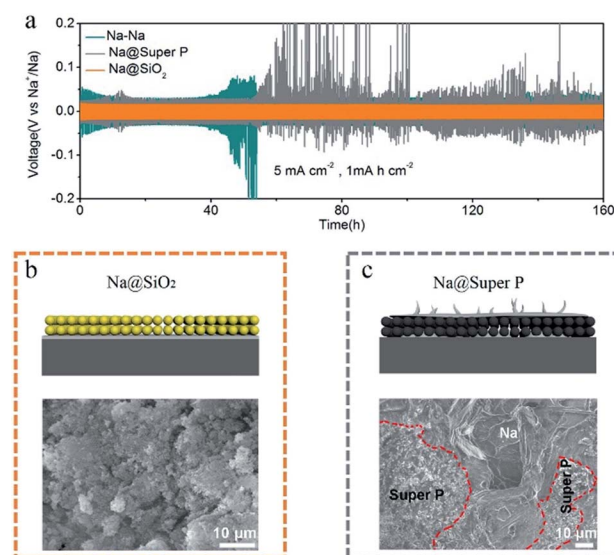 a
Na-Na
Na@Super P
Na@SiO₂
0.2
0.1
0.0
-0.1
-0.2
Voltage(V vs Na⁺/Na)
5 mA cm⁻² , 1mA h cm⁻²
0
40
80
120
160
Time(h)
b
Na@SiO₂
10 μm
c
Na@Super P
Na
Super P
Super P
10 μm